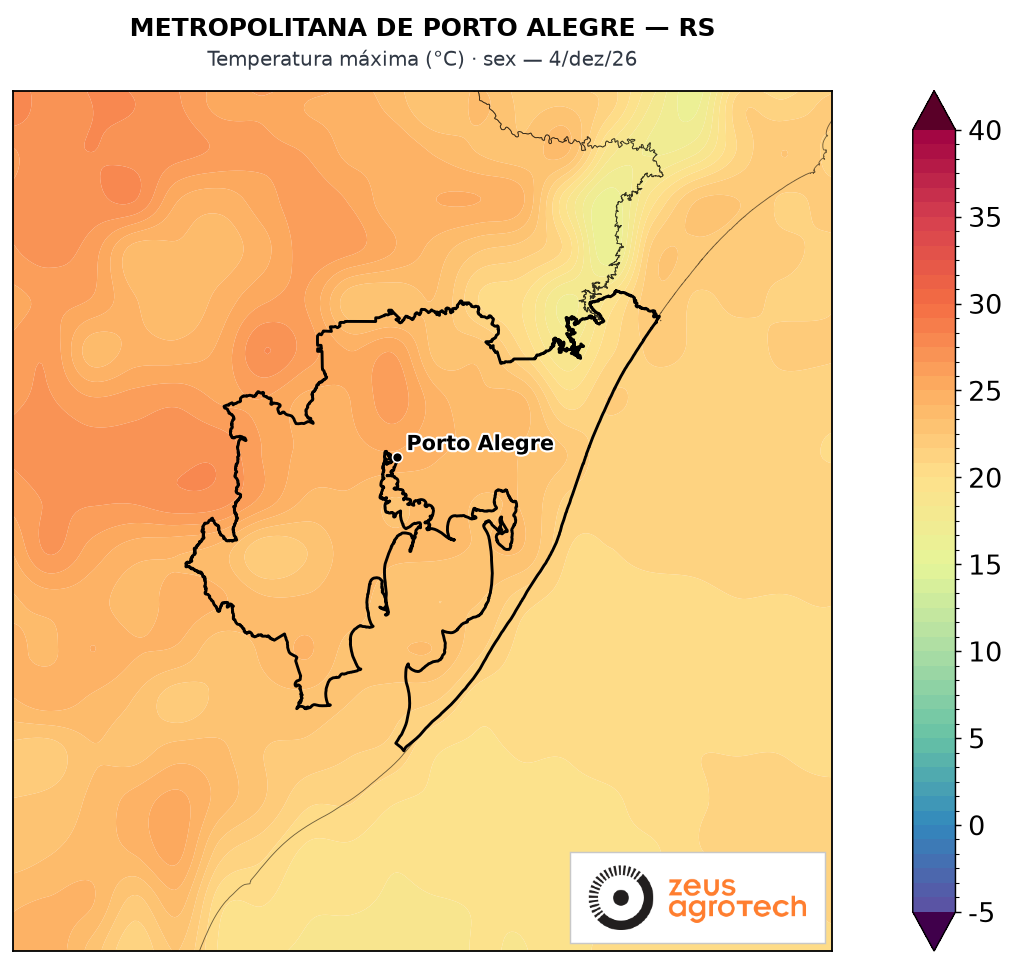 METROPOLITANA DE PORTO ALEGRE — RS
Temperatura máxima (°C) · sex — 4/dez/26
Porto Alegre
40
35
30
25
20
15
10
5
0
-5
zeus
agrotech